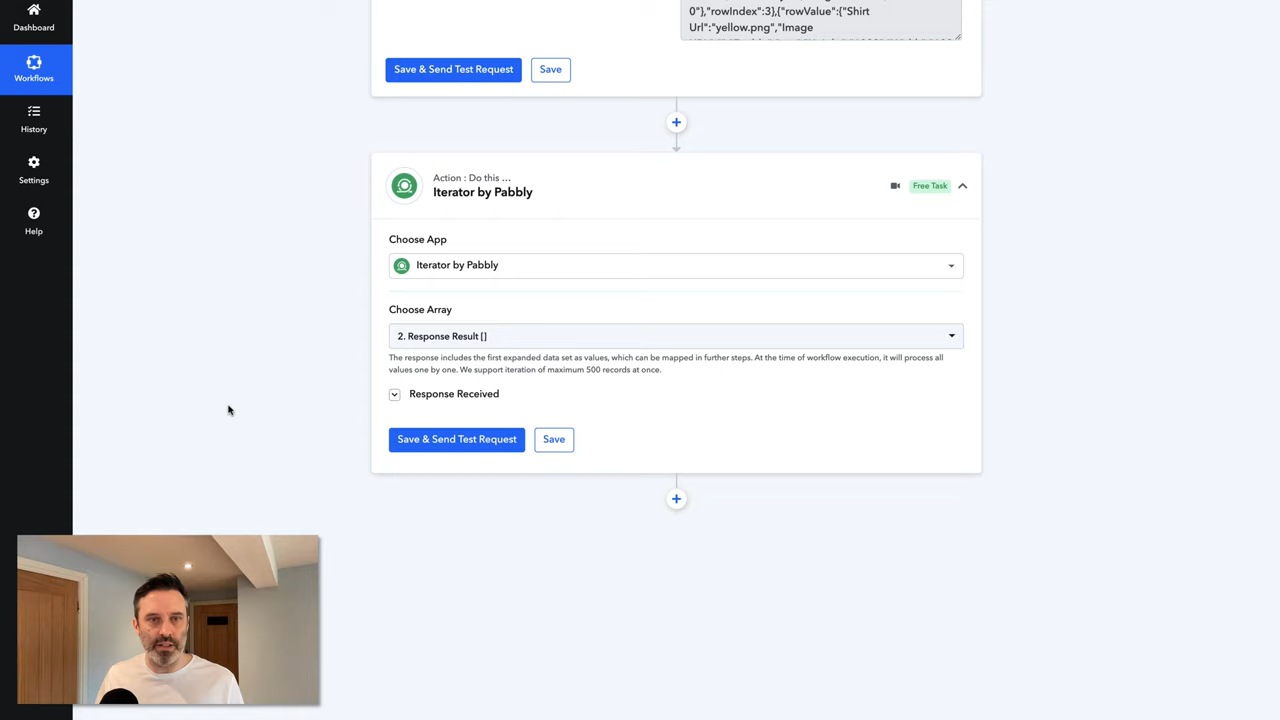 Dashboard
Workflows
History
Settings
Help
0"},"rowIndex":3},{"rowValue":{"Shirt
Url":"yellow.png","Image
Save & Send Test Request
Save
Action : Do this ...
Iterator by Pabbly
Free Task
Choose App
Iterator by Pabbly
Choose Array
2. Response Result []
The response includes the first expanded data set as values, which can be mapped in further steps. At the time of workflow execution, it will process all
values one by one. We support iteration of maximum 500 records at once.
Response Received
Save & Send Test Request
Save